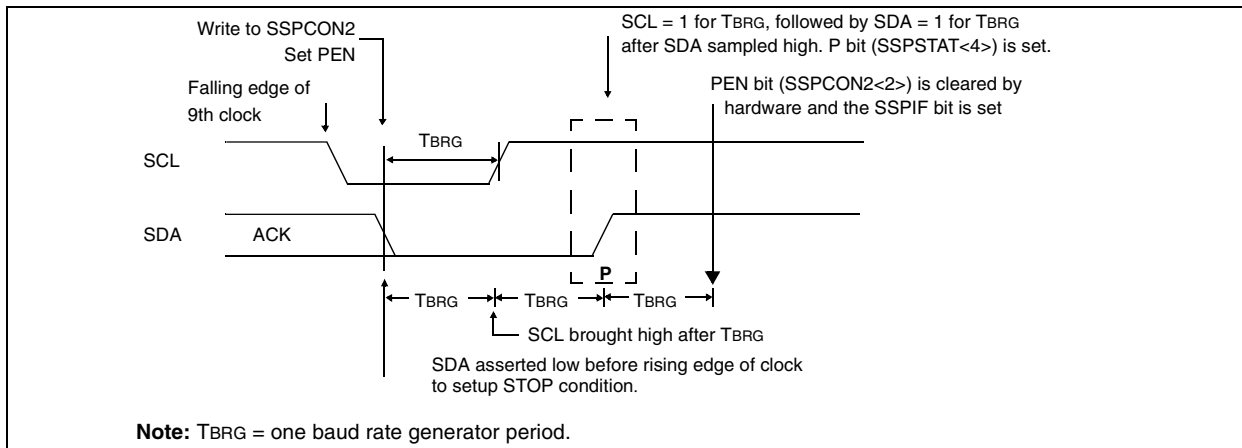 Write to SSPCON2
Set PEN
SCL = 1 for TBRG, followed by SDA = 1 for TBRG
after SDA sampled high. P bit (SSPSTAT<4>) is set.
Falling edge of
9th clock
PEN bit (SSPCON2<2>) is cleared by
hardware and the SSPIF bit is set
TBRG
SCL
SDA
ACK
P
TBRG
TBRG
TBRG
SCL brought high after TBRG
SDA asserted low before rising edge of clock
to setup STOP condition.
Note: TBRG = one baud rate generator period.